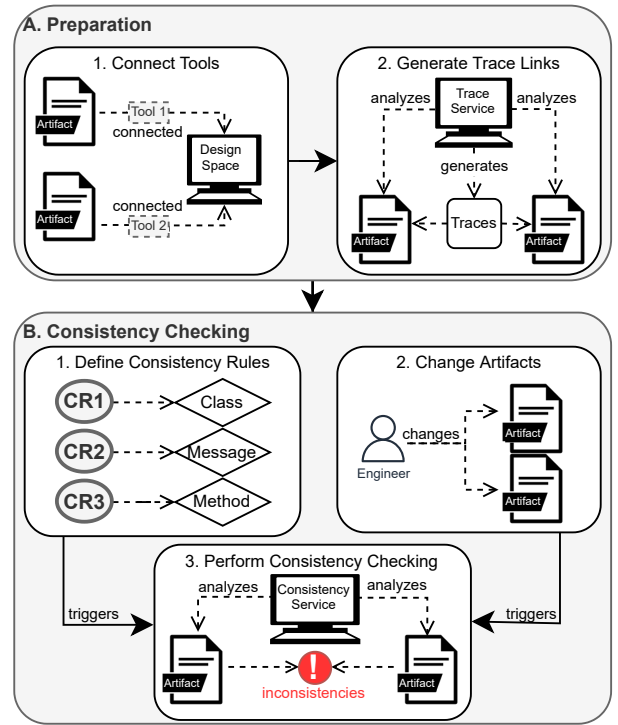 A. Preparation
1. Connect Tools
Artifact
Tool 1
connected
Design
Space
connected
Artifact
Tool 2
2. Generate Trace Links
analyzes
Trace
Service
analyzes
generates
Artifact
Traces
Artifact
B. Consistency Checking
1. Define Consistency Rules
CR1
Class
CR2
Message
CR3
Method
2. Change Artifacts
Engineer
changes
Artifact
Artifact
triggers
3. Perform Consistency Checking
analyzes
Consistency
Service
analyzes
Artifact
!
inconsistencies
Artifact
triggers